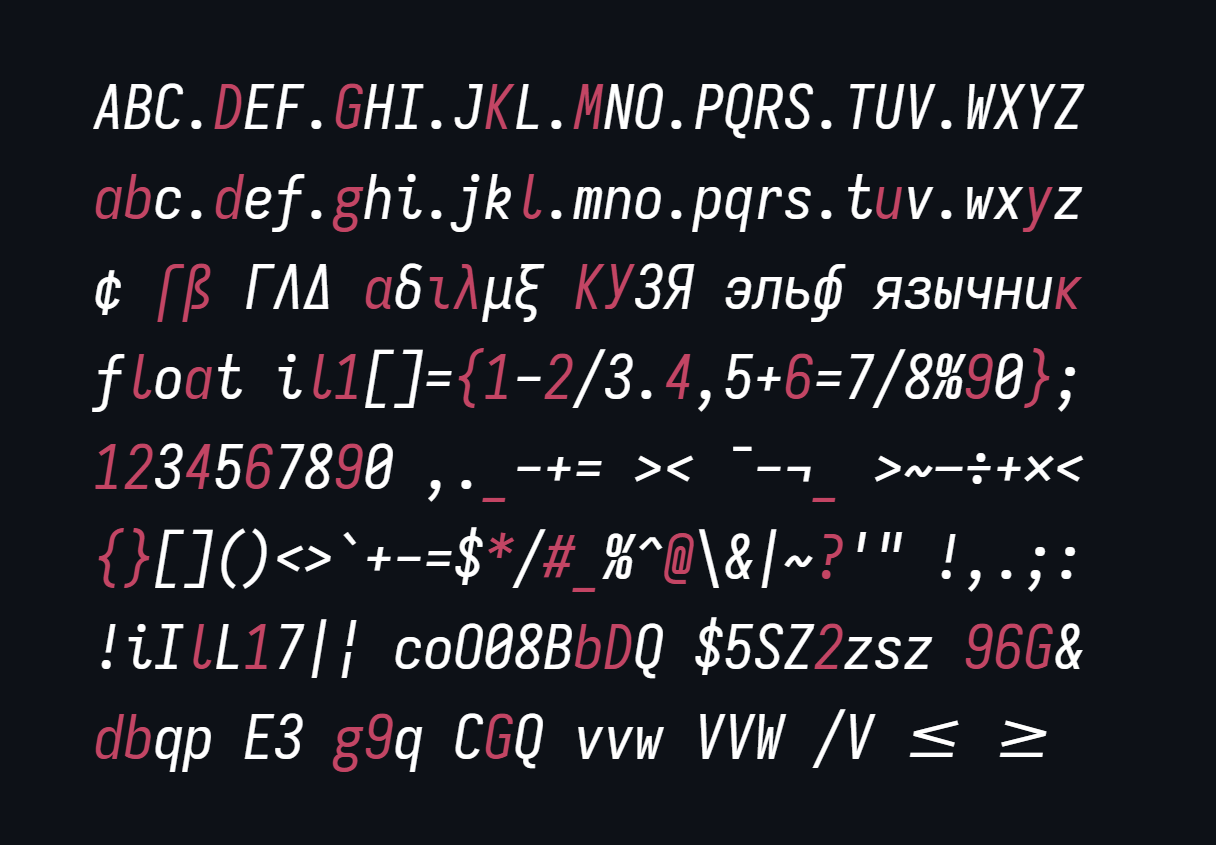 ABC.DEF.GHI.JKL.MNO.PQRS.TUV.WXYZ
abc.def.ghi.jkl.mno.pqrs.tuv.wxyz
¢ ſß ΓΛΔ αδιλμξ КУЗЯ эльф язычник
float il1[]={1-2/3.4,5+6=7/8%90};
1234567890 ,._-+= >< ¯-¬_ >~–÷+×<
{}[]()<>`+-=$*/#_%^@\&|~?'" !,.;:
!iIlL17|¦ coO08BbDQ $5SZ2zsz 96G&
dbqp E3 g9q CGQ vvw VVW /V ≤ ≥